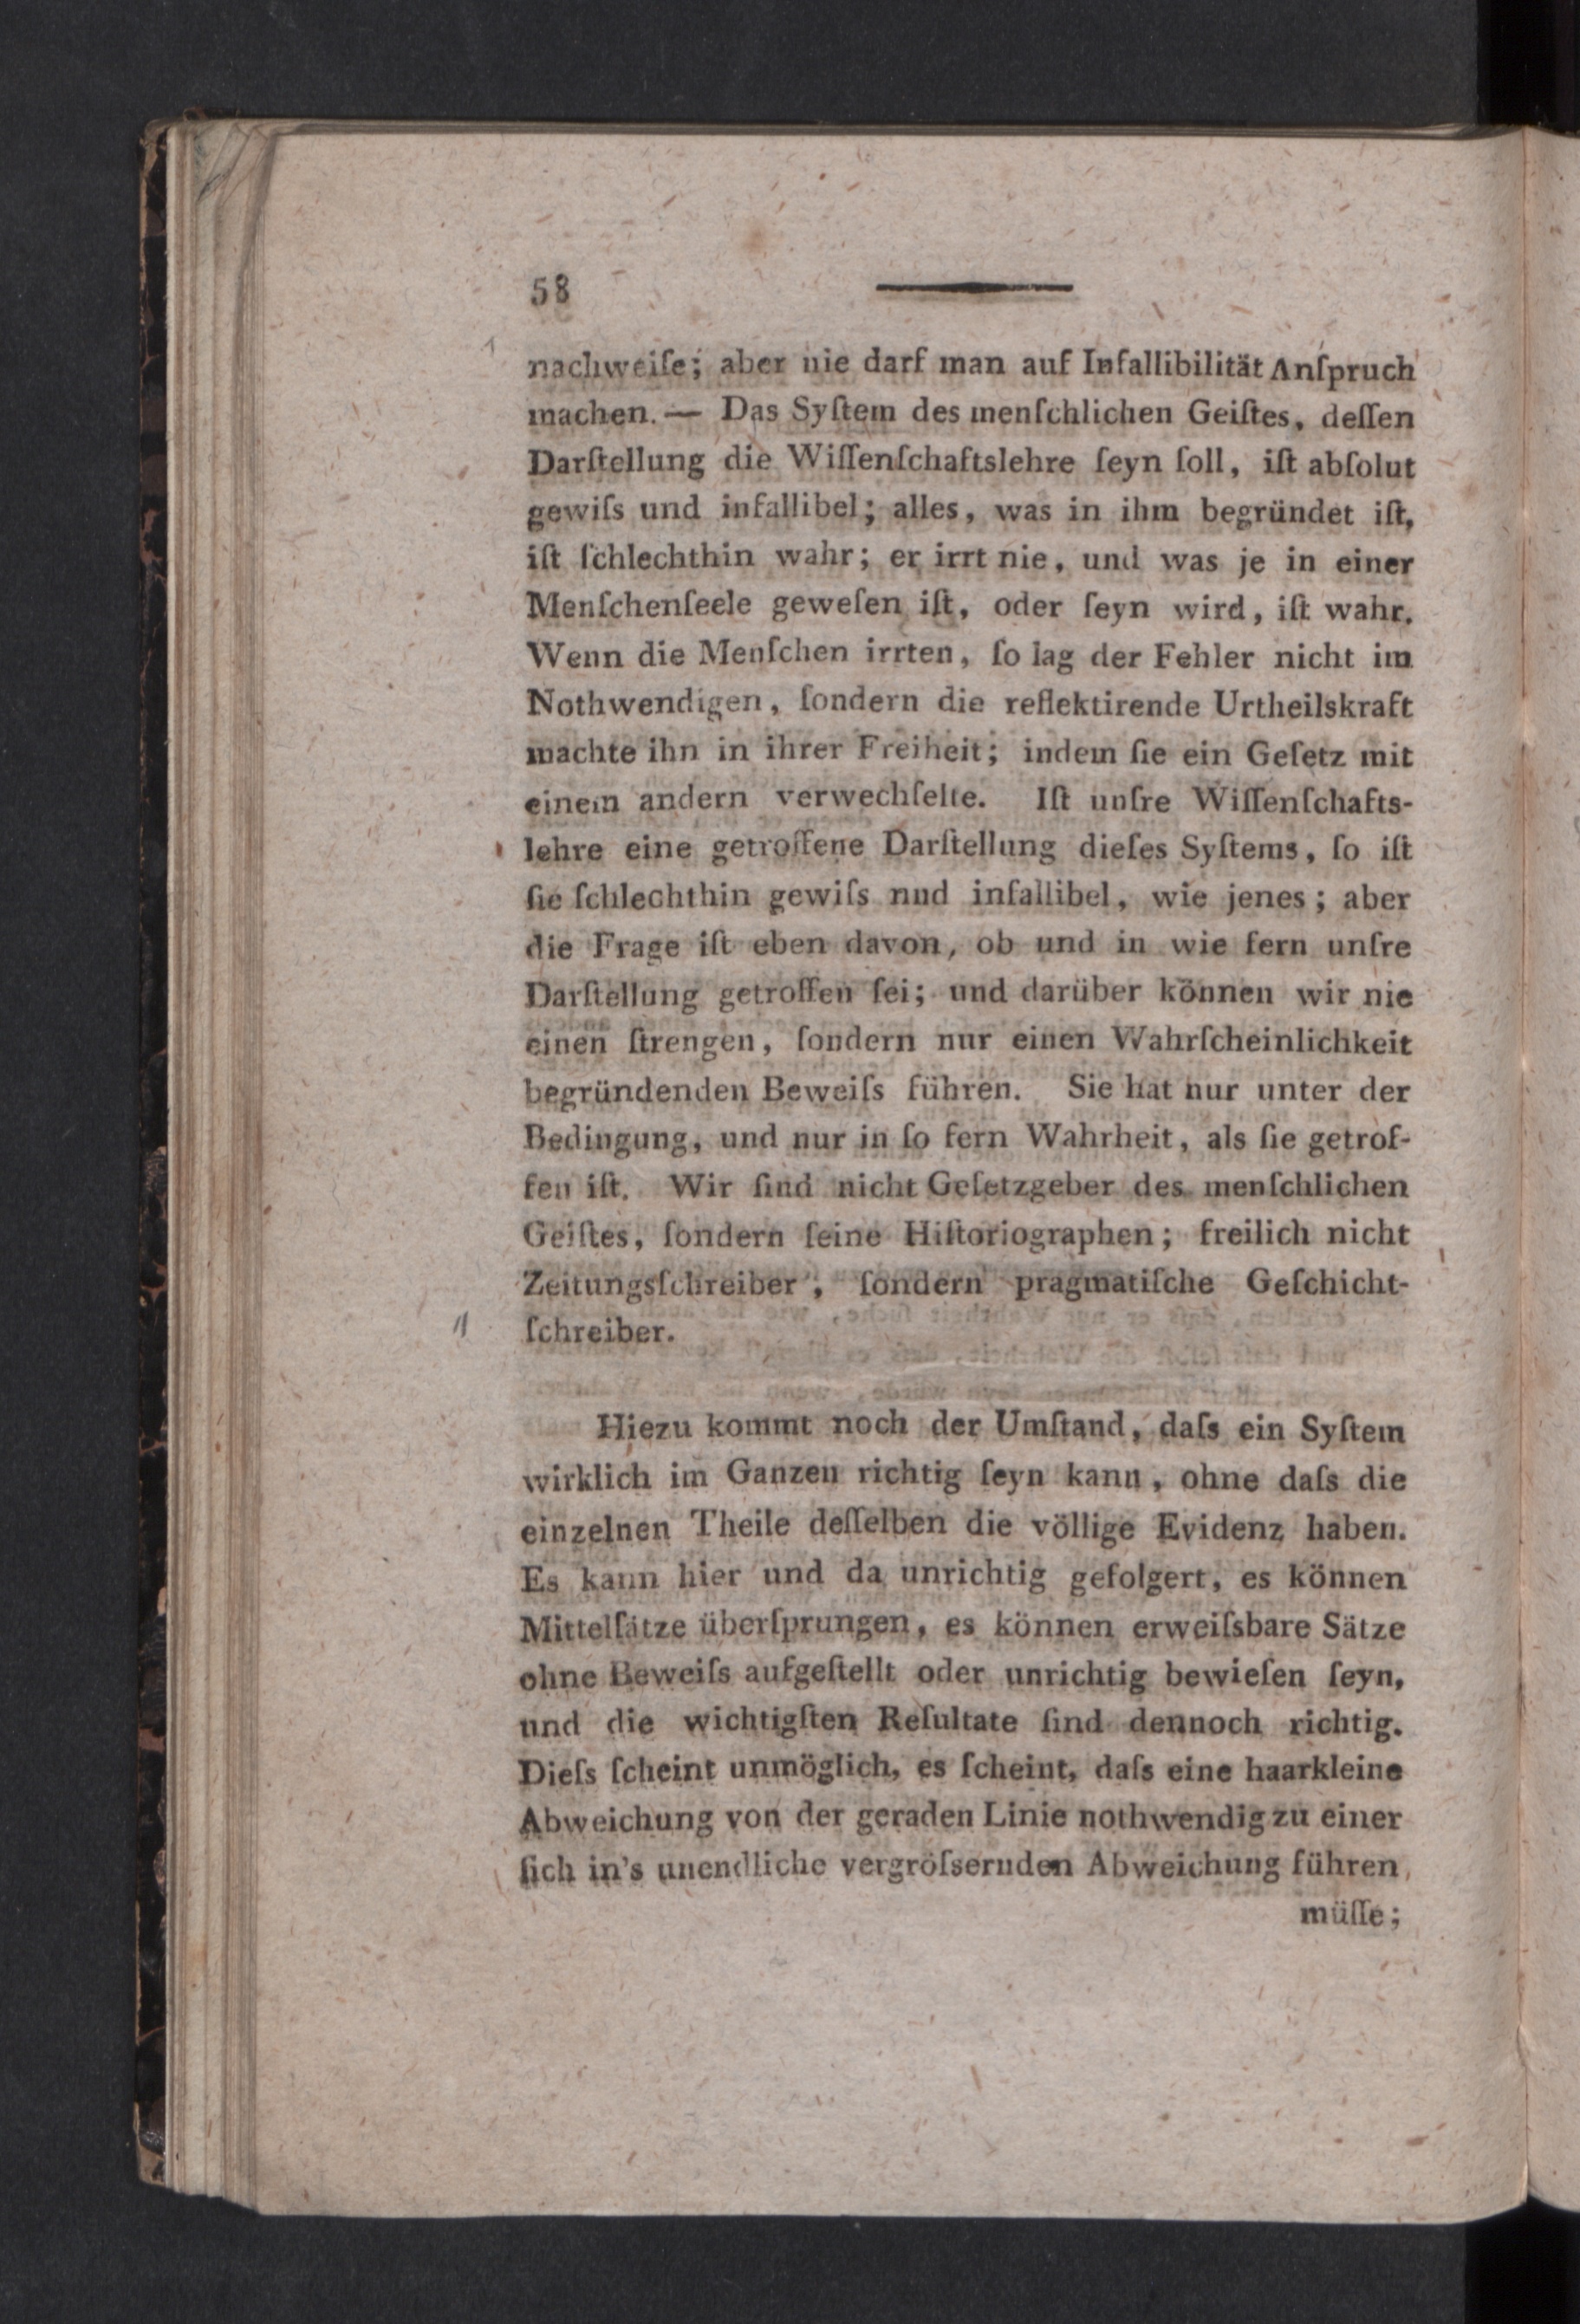 58
nachweiſe; aber nie darf man auf Infallibilität Anſpruch
machen. — Das Syſtem des menſchlichen Geiſtes, deſſen
Darſtellung die Wiſſenſchaftslehre ſeyn ſoll, iſt abſolut
gewiſs und infallibel; alles, was in ihm begründet iſt,
iſt ſchlechthin wahr; er irrt nie, und was je in einer
Menſchenſeele geweſen iſt, oder ſeyn wird, iſt wahr.
Wenn die Menſchen irrten, ſo lag der Fehler nicht im
Nothwendigen, ſondern die reflektirende Urtheilskraft
machte ihn in ihrer Freiheit; indem ſie ein Geſetz mit
einem andern verwechſelte. Iſt unſre Wiſſenſchafts-
lehre eine getroffene Darſtellung dieſes Syſtems, ſo iſt
ſie ſchlechthin gewiſs nnd infallibel, wie jenes; aber
die Frage iſt eben davon, ob und in wie fern unſre
Darſtellung getroffen ſei; und darüber können wir nie
einen ſtrengen, ſondern nur einen Wahrſcheinlichkeit
begründenden Beweiſs führen. Sie hat nur unter der
Bedingung, und nur in ſo fern Wahrheit, als ſie getrof-
fen iſt. Wir ſind nicht Geſetzgeber des menſchlichen
Geiſtes, ſondern ſeine Hiſtoriographen; freilich nicht
Zeitungsſchreiber, ſondern pragmatiſche Geſchicht-
ſchreiber.
Hiezu kommt noch der Umſtand, daſs ein Syſtem
wirklich im Ganzen richtig ſeyn kann, ohne daſs die
einzelnen Theile deſſelben die völlige Evidenz haben.
Es kann hier und da unrichtig gefolgert, es können
Mittelſätze überſprungen, es können erweiſsbare Sätze
ohne Beweiſs aufgeſtellt oder unrichtig bewieſen ſeyn,
und die wichtigſten Reſultate ſind dennoch richtig.
Dieſs ſcheint unmöglich, es ſcheint, daſs eine haarkleine
Abweichung von der geraden Linie nothwendig zu einer
ſich in's unendliche vergröſsernden Abweichung führen
müſſe;